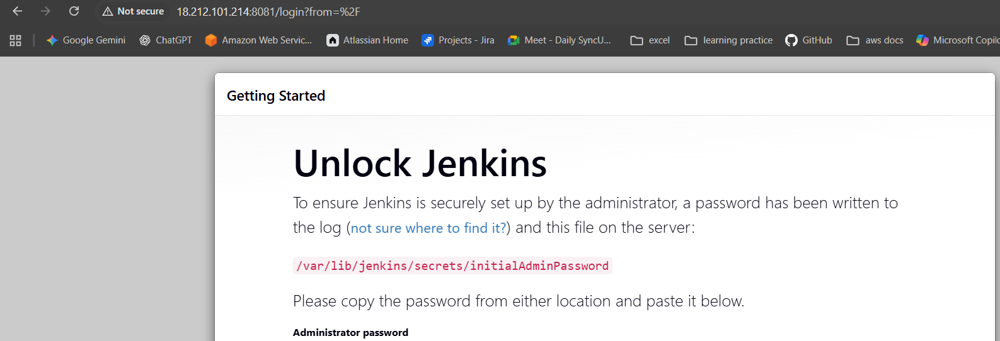 Not secure 18.212.101.214:8081/login?from=%2F
Google Gemini ChatGPT Amazon Web Servic... Atlassian Home Projects - Jira Meet - Daily SyncU... excel learning practice GitHub aws docs Microsoft Copilc
Getting Started
Unlock Jenkins
To ensure Jenkins is securely set up by the administrator, a password has been written to
the log (not sure where to find it?) and this file on the server:
/var/lib/jenkins/secrets/initialAdminPassword
Please copy the password from either location and paste it below.
Administrator password